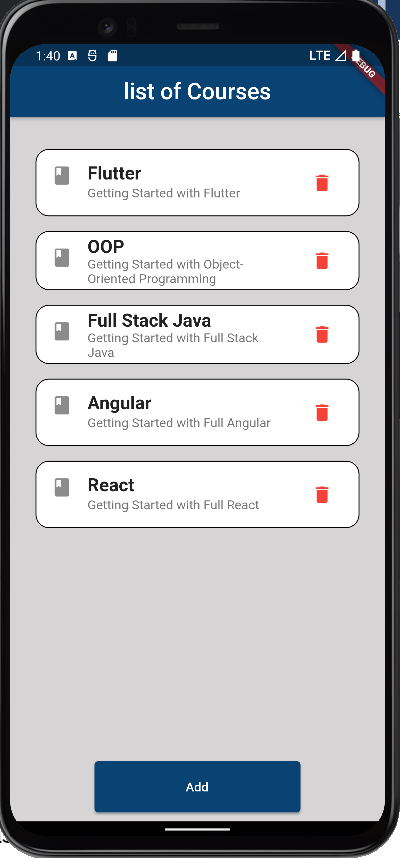 1:40
A
LTE
DEBUG
list of Courses
Flutter
Getting Started with Flutter
OOP
Getting Started with Object-
Oriented Programming
Full Stack Java
Getting Started with Full Stack
Java
Angular
Getting Started with Full Angular
React
Getting Started with Full React
Add